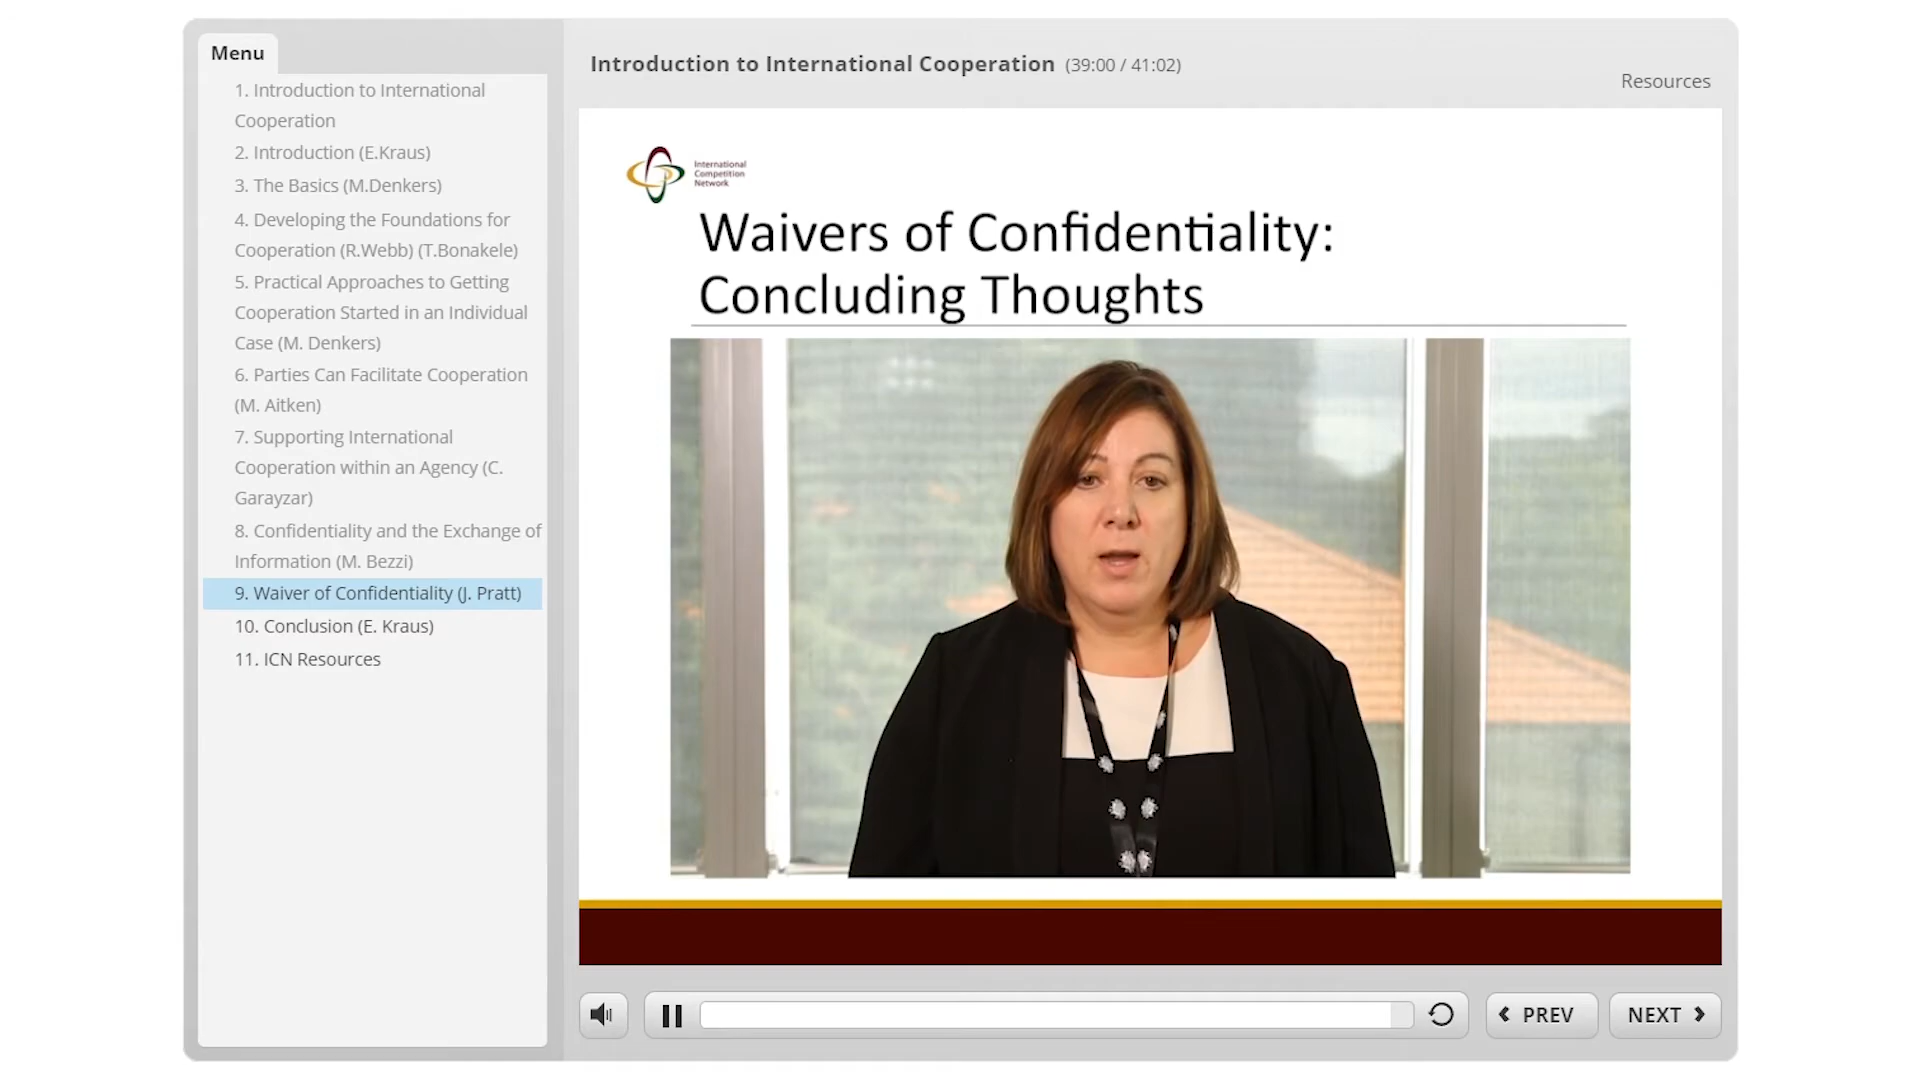 Menu
1. Introduction to International
Cooperation
2. Introduction (E.Kraus)
3. The Basics (M.Denkers)
4. Developing the Foundations for
Cooperation (R.Webb) (T.Bonakele)
5. Practical Approaches to Getting
Cooperation Started in an Individual
Case (M. Denkers)
6. Parties Can Facilitate Cooperation
(M. Aitken)
7. Supporting International
Cooperation within an Agency (C.
Garayzar)
8. Confidentiality and the Exchange of
Information (M. Bezzi)
9. Waiver of Confidentiality (J. Pratt)
10. Conclusion (E. Kraus)
11. ICN Resources
Introduction to International Cooperation (39:00 / 41:02)
Resources
International
Competition
Network
Waivers of Confidentiality:
Concluding Thoughts
PREV
NEXT